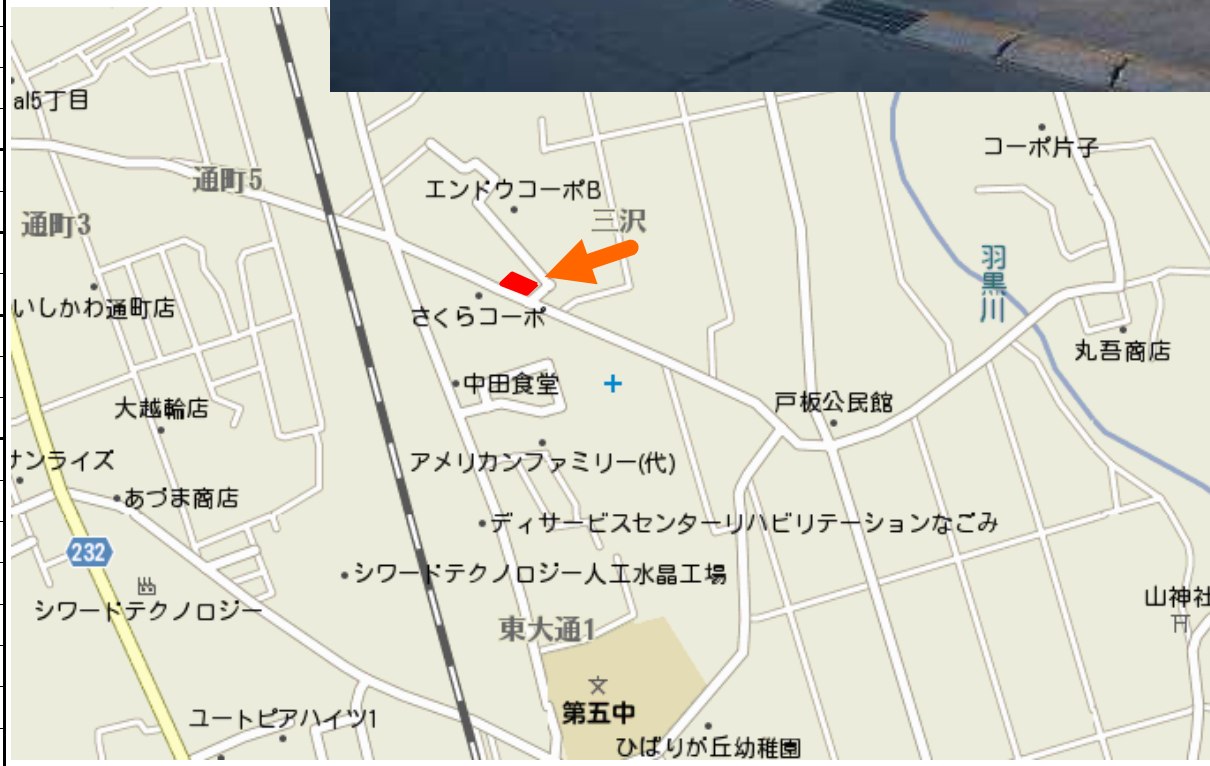 al5丁目
コーポ片子
通町5
エンドウコーポB
通町3
三沢
羽黒川
いしかわ通町店
さくらコーポ
丸吾商店
中田食堂
大越輪店
戸板公民館
サンライズ
アメリカンファミリー(代)
あづま商店
ディサービスセンターリハビリテーションなごみ
232
シワードテクノロジー人工水晶工場
シワードテクノロジー
山神社
東大通1
文
第五中
ユートピアハイツ1
ひばりが丘幼稚園